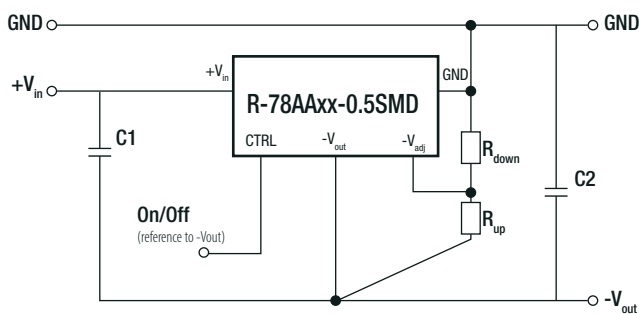 GND
GND
+Vin
+Vin
GND
R-78AAxx-0.5SMD
CTRL
-Vout
-Vadj
C1
Rdown
C2
On/Off
(reference to -Vout)
Rup
-Vout